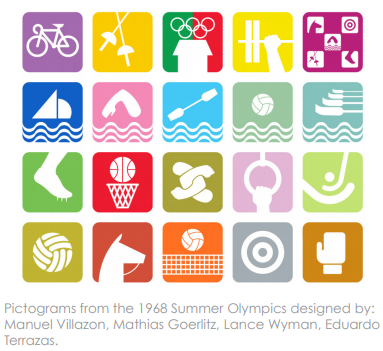 Pictograms from the 1968 Summer Olympics designed by:
Manuel Villazon, Mathias Goerlitz, Lance Wyman, Eduardo
Terrazas.